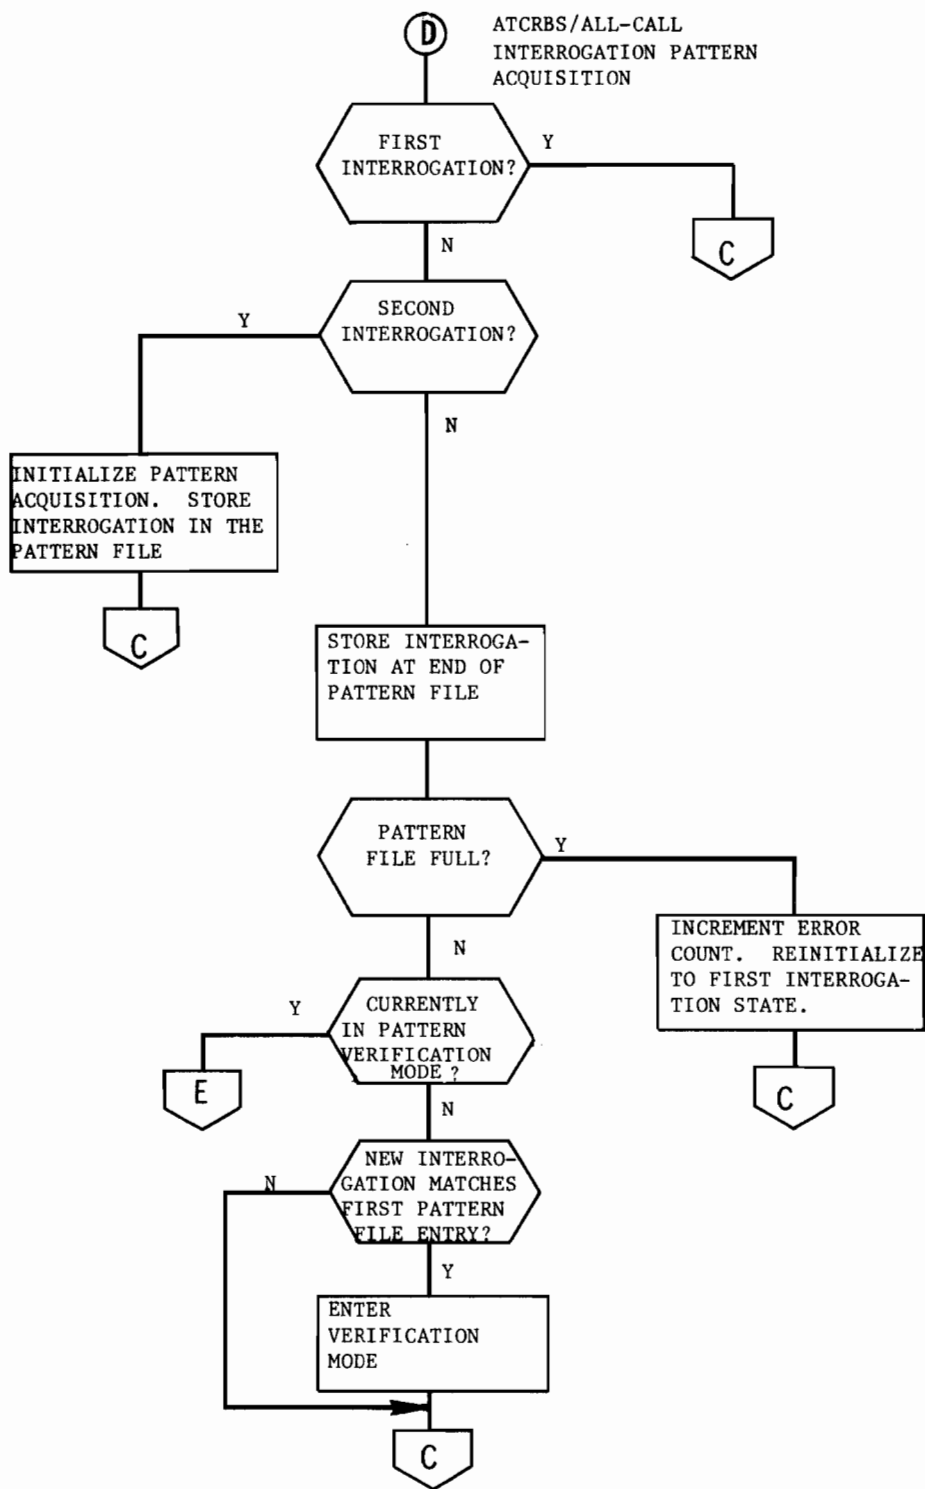 D
ATCRBS/ALL-CALL
INTERROGATION PATTERN
ACQUISITION
FIRST
INTERROGATION?
Y
C
N
SECOND
INTERROGATION?
Y
N
INITIALIZE PATTERN
ACQUISITION. STORE
INTERROGATION IN THE
PATTERN FILE
C
STORE INTERROGA-
TION AT END OF
PATTERN FILE
PATTERN
FILE FULL?
Y
INCREMENT ERROR
COUNT. REINITIALIZE
TO FIRST INTERROGA-
TION STATE.
C
N
CURRENTLY
IN PATTERN
VERIFICATION
MODE ?
Y
E
N
NEW INTERRO-
GATION MATCHES
FIRST PATTERN
FILE ENTRY?
N
Y
ENTER
VERIFICATION
MODE
C